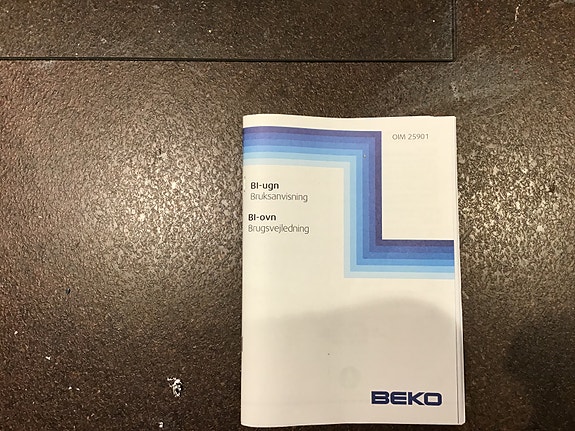 OIM 25901
BI-ugn
Bruksanvisning
BI-ovn
Brugsvejledning
BEKO